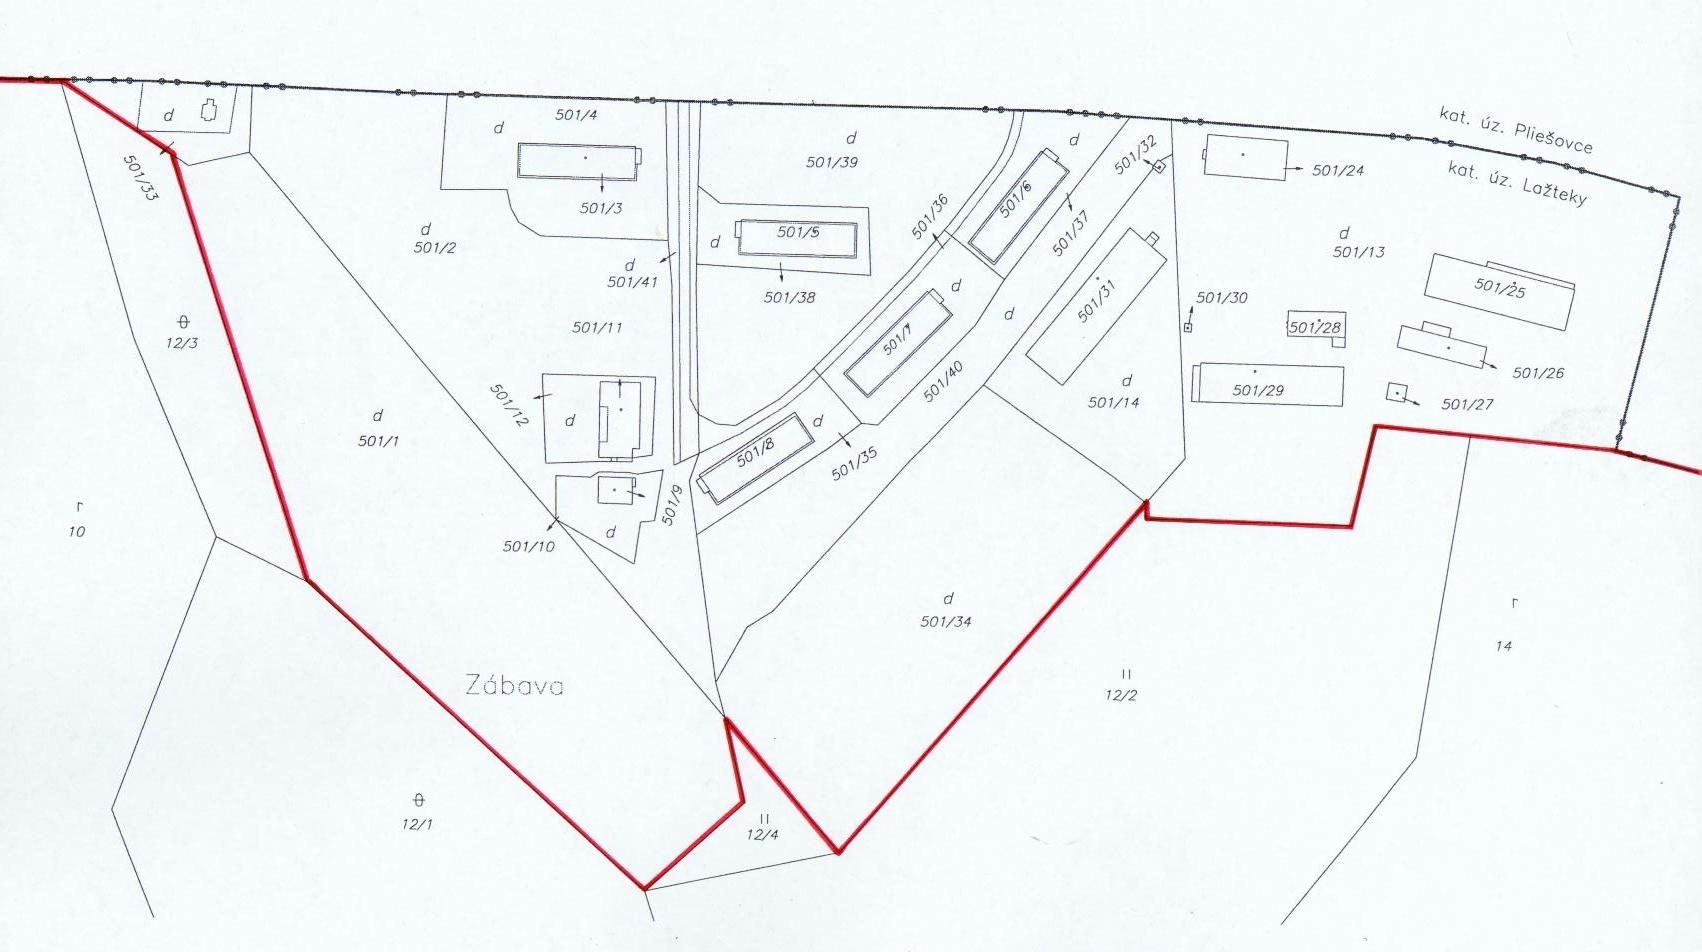 kat. úz. Pliešovce
kat. úz. Lažteky
d
501/33
d
501/4
501/3
d
501/2
d
501/39
501/5
d
501/38
d
501/41
501/11
501/36
501/6
d
501/37
501/32
501/24
d
501/13
501/25
501/30
501/28
501/26
501/29
501/27
501/31
d
501/14
d
501/7
d
501/40
501/12
d
501/8
d
501/35
501/9
501/10
d
d
501/1
12/3
r
10
Zábava
d
501/34
12/1
12/4
12/2
r
14